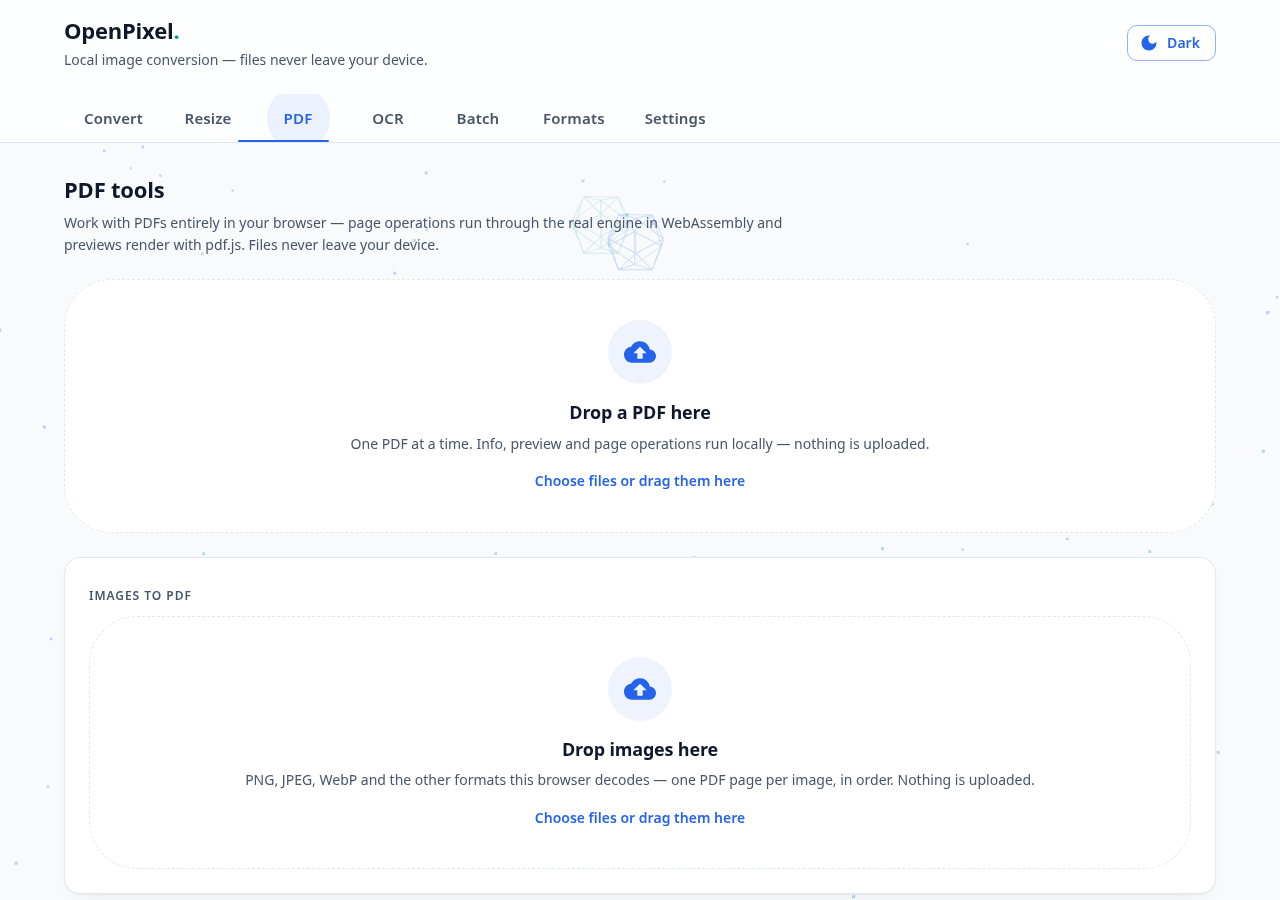 OpenPixel.
Local image conversion — files never leave your device.
Dark
Convert Resize PDF OCR Batch Formats Settings
PDF tools
Work with PDFs entirely in your browser — page operations run through the real engine in WebAssembly and
previews render with pdf.js. Files never leave your device.
Drop a PDF here
One PDF at a time. Info, preview and page operations run locally — nothing is uploaded.
Choose files or drag them here
IMAGES TO PDF
Drop images here
PNG, JPEG, WebP and the other formats this browser decodes — one PDF page per image, in order. Nothing is uploaded.
Choose files or drag them here